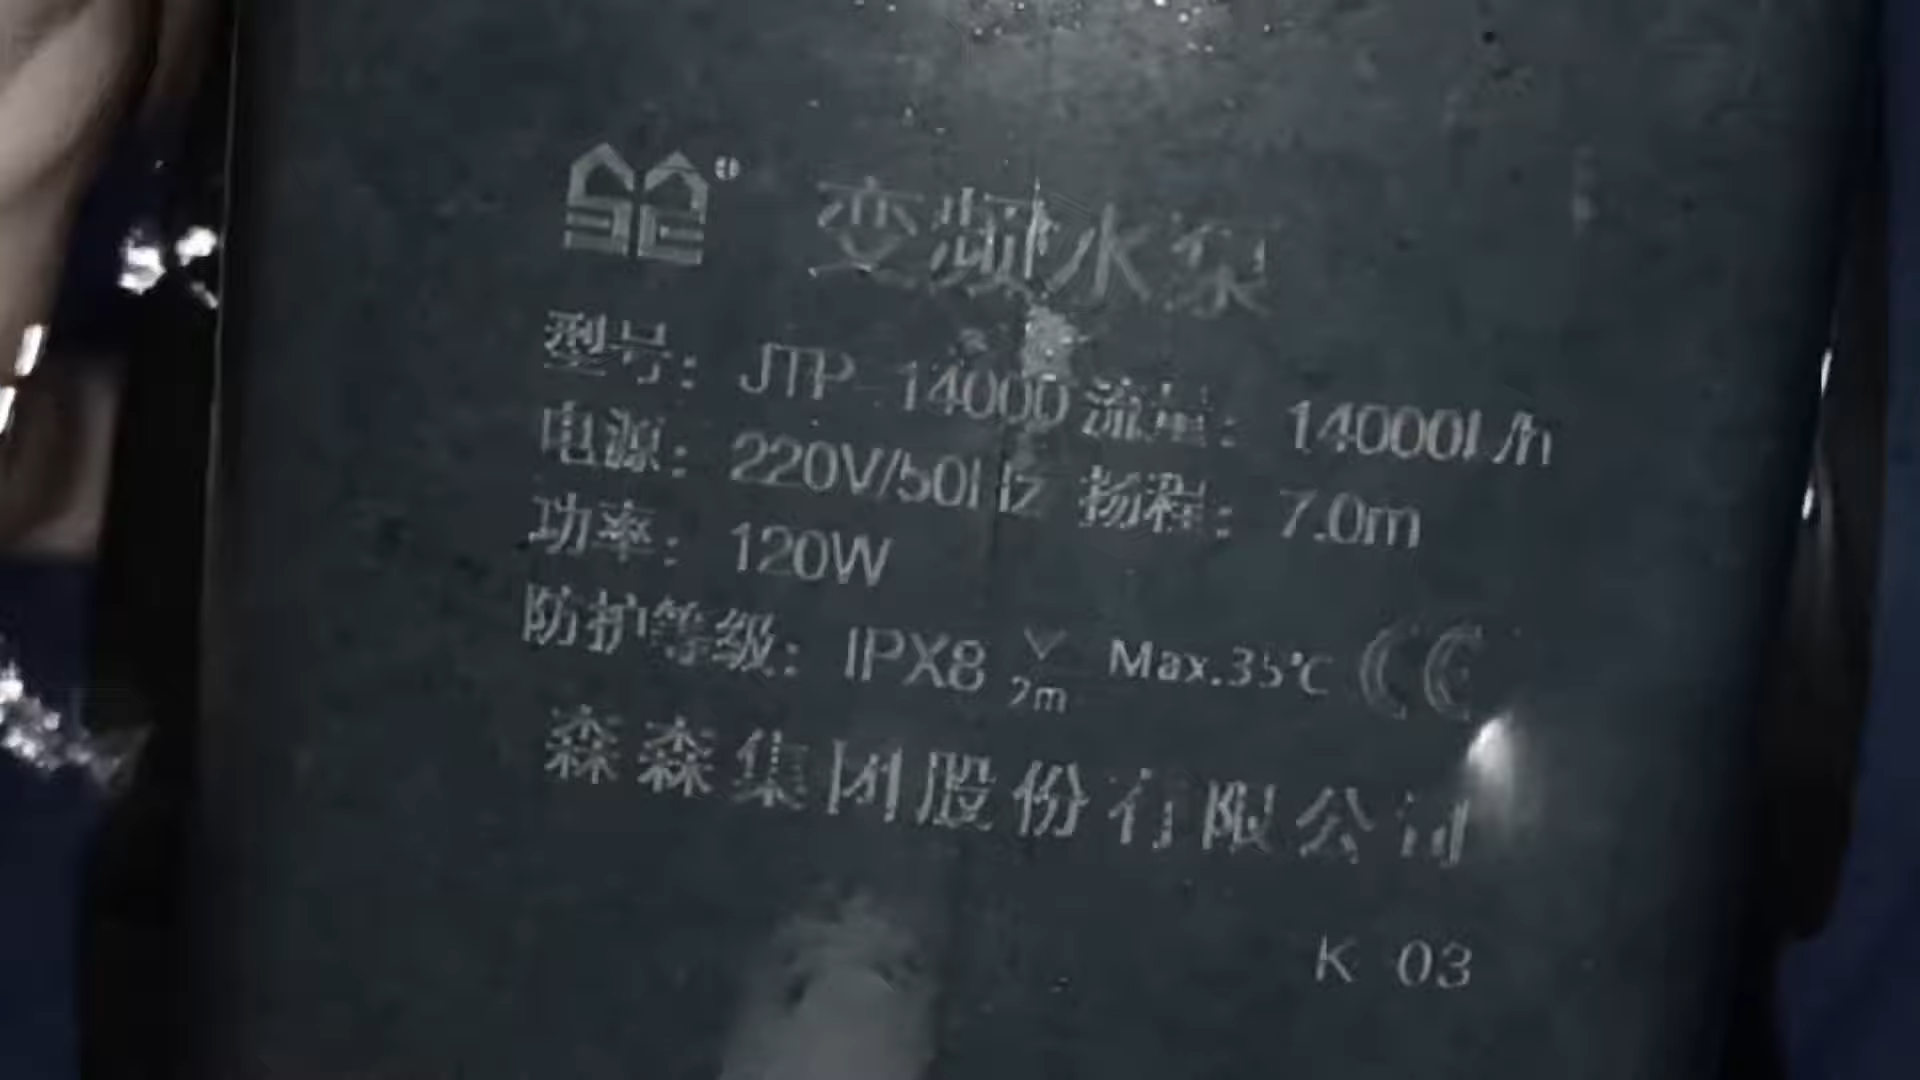 变频水泵
型号: JTP-14000 流量: 14000L/h
电源: 220V/50Hz 扬程: 7.0m
功率: 120W
防护等级: IPX8 2m Max.35℃
森森集团股份有限公司
K 03